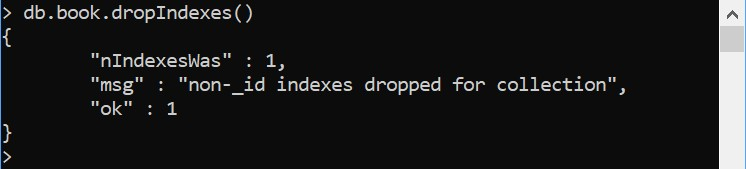 > db.book.dropIndexes()
{
        "nIndexesWas" : 1,
        "msg" : "non-_id indexes dropped for collection",
        "ok" : 1
}
>